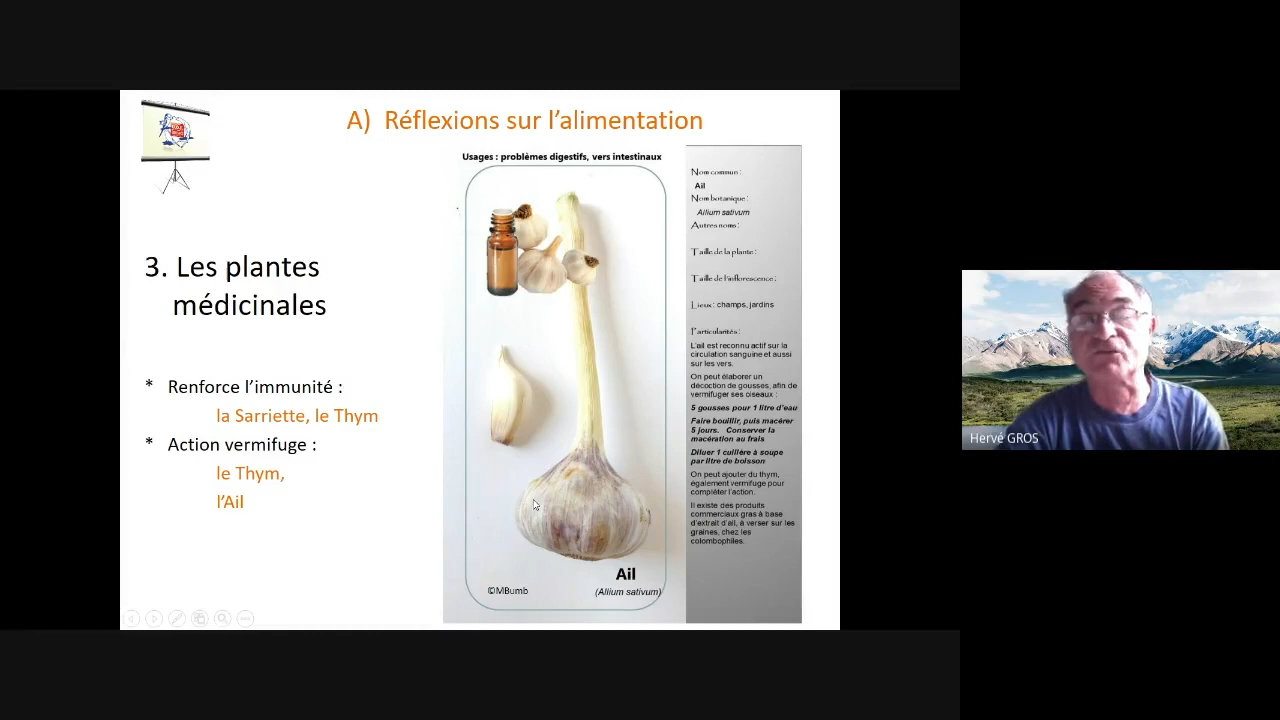 A) Réflexions sur l’alimentation
3. Les plantes
médicinales
* Renforce l’immunité :
la Sarriette, le Thym
* Action vermifuge :
le Thym,
l’Ail
Usages : problèmes digestifs, vers intestinaux
Ail
(Allium sativum)
©MBumb
Nom commun :
Ail
Nom botanique :
Allium sativum
Autres noms :
Taille de la plante :
Taille de l'inflorescence :
Lieux : champs, jardins
Particularités :
L'ail est reconnu actif sur la
circulation sanguine et aussi
sur les vers.
On peut élaborer un
décoction de gousses, afin de
vermifuger ses oiseaux :
5 gousses pour 1 litre d'eau
Faire bouillir, puis macérer
5 jours. Conserver la
macération au frais
Diluer 1 cuillère à soupe
par litre de boisson
On peut ajouter du thym,
également vermifuge pour
compléter l'action.
Il existe des produits
commerciaux gras à base
d'extrait d'ail, à verser sur les
graines, chez les
colombophiles.
Hervé GROS